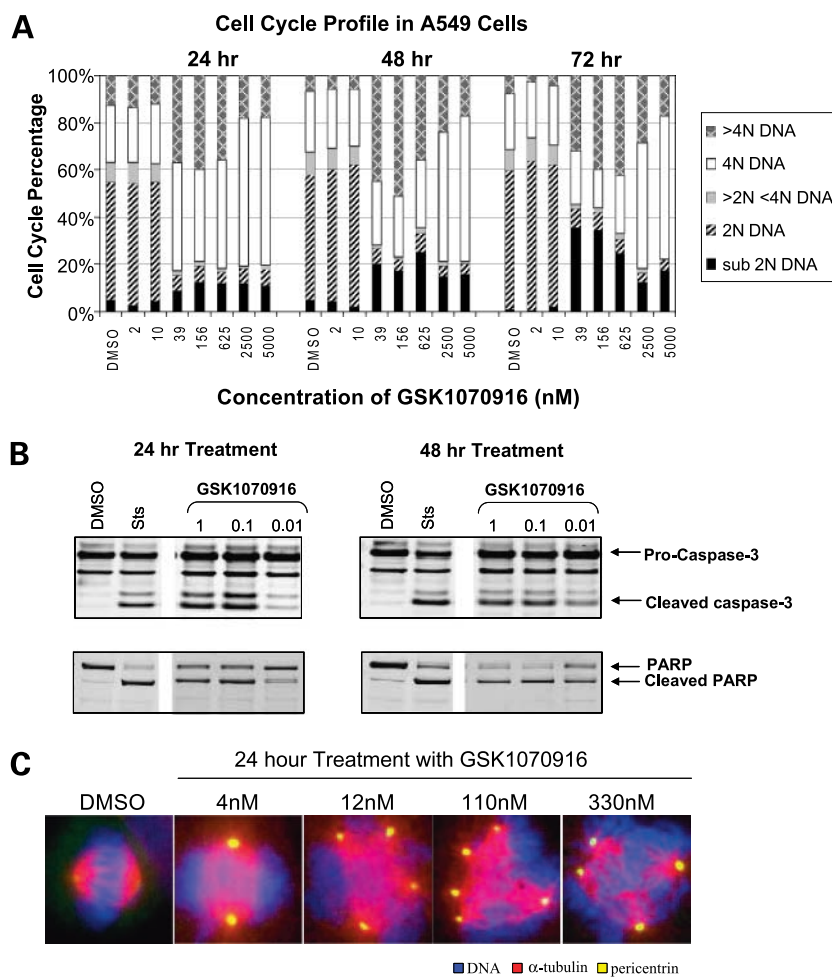 A
Cell Cycle Profile in A549 Cells
24 hr 48 hr 72 hr
Cell Cycle Percentage
100%
80%
60%
40%
20%
0%
DMSO 2 10 39 156 625 2500 5000 DMSO 2 10 39 156 625 2500 5000 DMSO 2 10 39 156 625 2500 5000
Concentration of GSK1070916 (nM)
>4N DNA
4N DNA
>2N <4N DNA
2N DNA
sub 2N DNA
B
24 hr Treatment 48 hr Treatment
DMSO Sts GSK1070916 DMSO Sts GSK1070916
1 0.1 0.01 1 0.1 0.01
Pro-Caspase-3
Cleaved caspase-3
PARP
Cleaved PARP
C
24 hour Treatment with GSK1070916
DMSO 4nM 12nM 110nM 330nM
DNA α-tubulin pericentrin